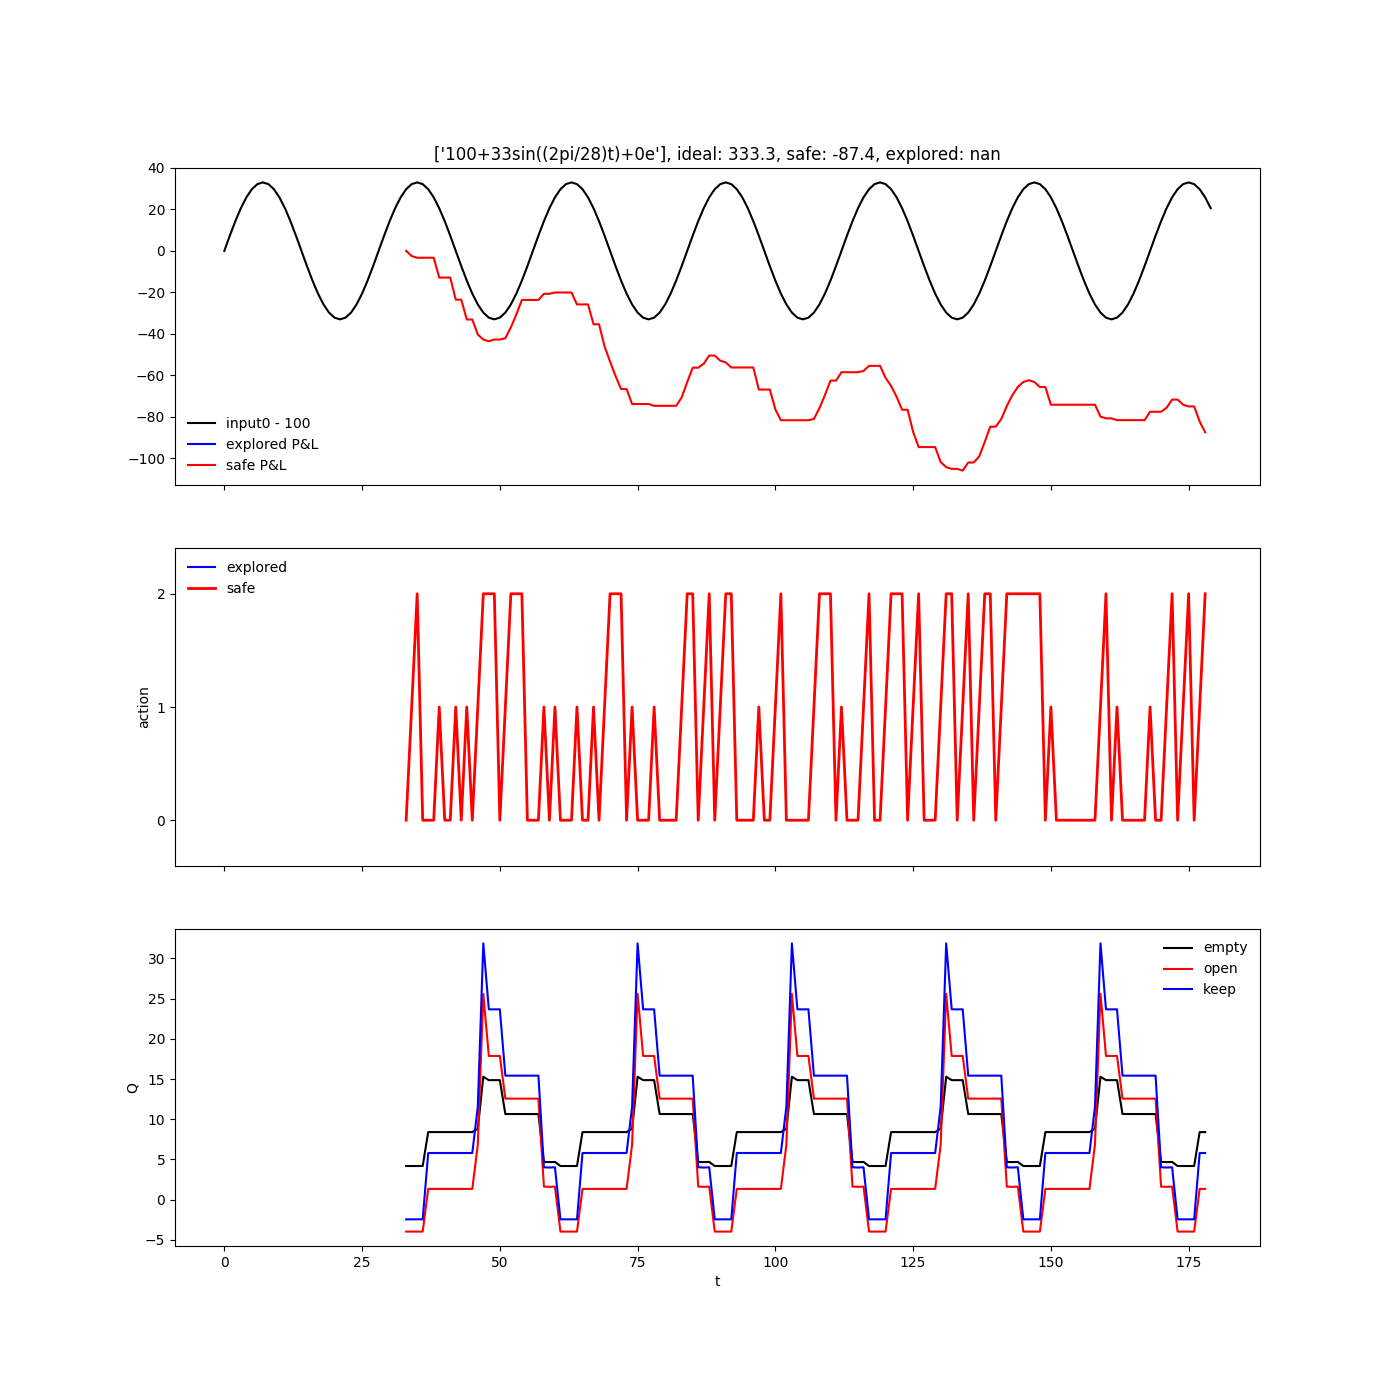 ['100+33sin((2pi/28)t)+0e'], ideal: 333.3, safe: -87.4, explored: nan
40
20
0
−20
−40
−60
−80
−100
input0 - 100
explored P&L
safe P&L
explored
safe
2
1
0
action
empty
open
keep
30
25
20
15
10
5
0
−5
Q
0 25 50 75 100 125 150 175
t